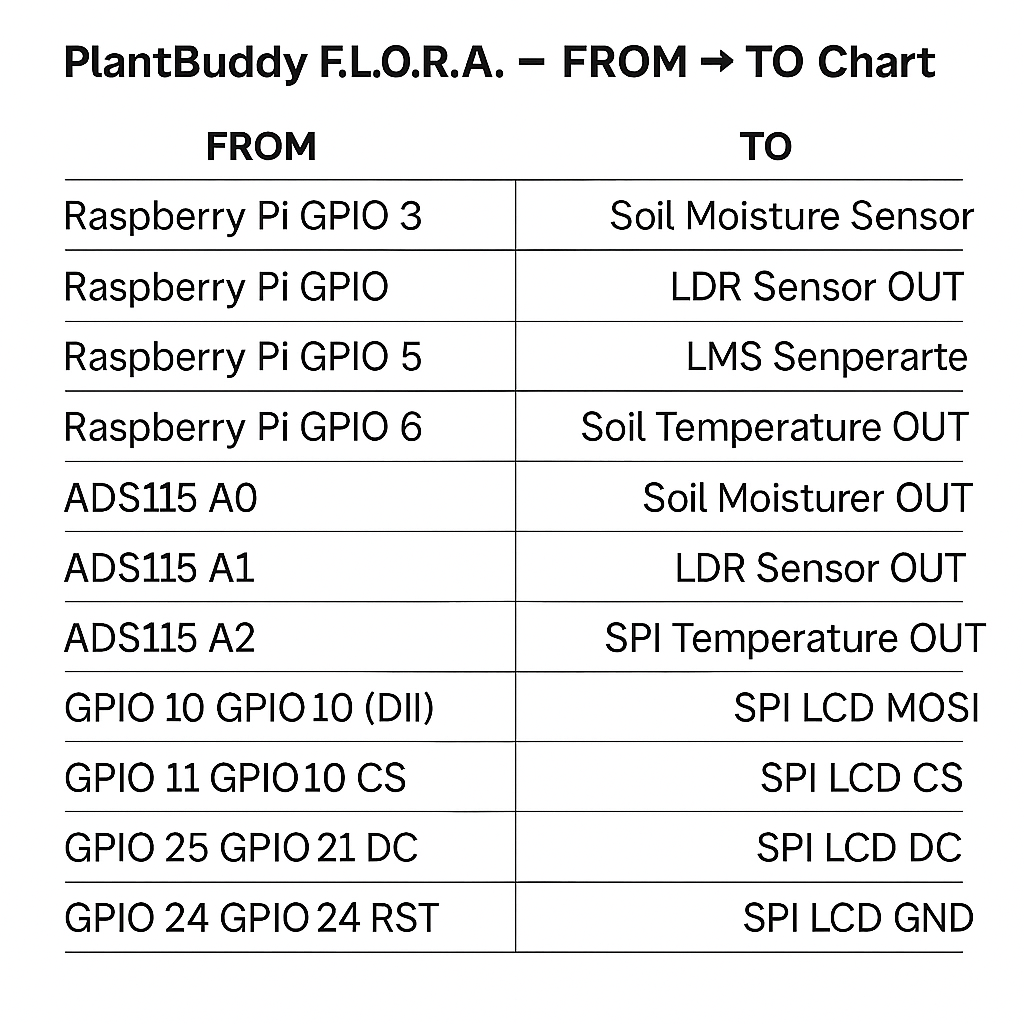 PlantBuddy F.L.O.R.A. – FROM → TO Chart
FROM TO
Raspberry Pi GPIO 3 Soil Moisture Sensor
Raspberry Pi GPIO LDR Sensor OUT
Raspberry Pi GPIO 5 LMS Senperarte
Raspberry Pi GPIO 6 Soil Temperature OUT
ADS115 A0 Soil Moisturer OUT
ADS115 A1 LDR Sensor OUT
ADS115 A2 SPI Temperature OUT
GPIO 10 GPIO 10 (DII) SPI LCD MOSI
GPIO 11 GPIO 10 CS SPI LCD CS
GPIO 25 GPIO 21 DC SPI LCD DC
GPIO 24 GPIO 24 RST SPI LCD GND